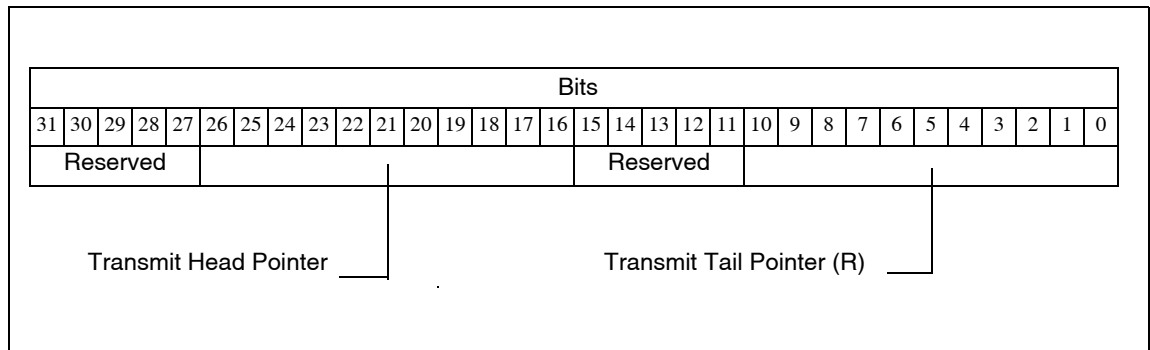 Bits
31 30 29 28 27 26 25 24 23 22 21 20 19 18 17 16 15 14 13 12 11 10 9 8 7 6 5 4 3 2 1 0
Reserved Reserved
Transmit Head Pointer Transmit Tail Pointer (R)